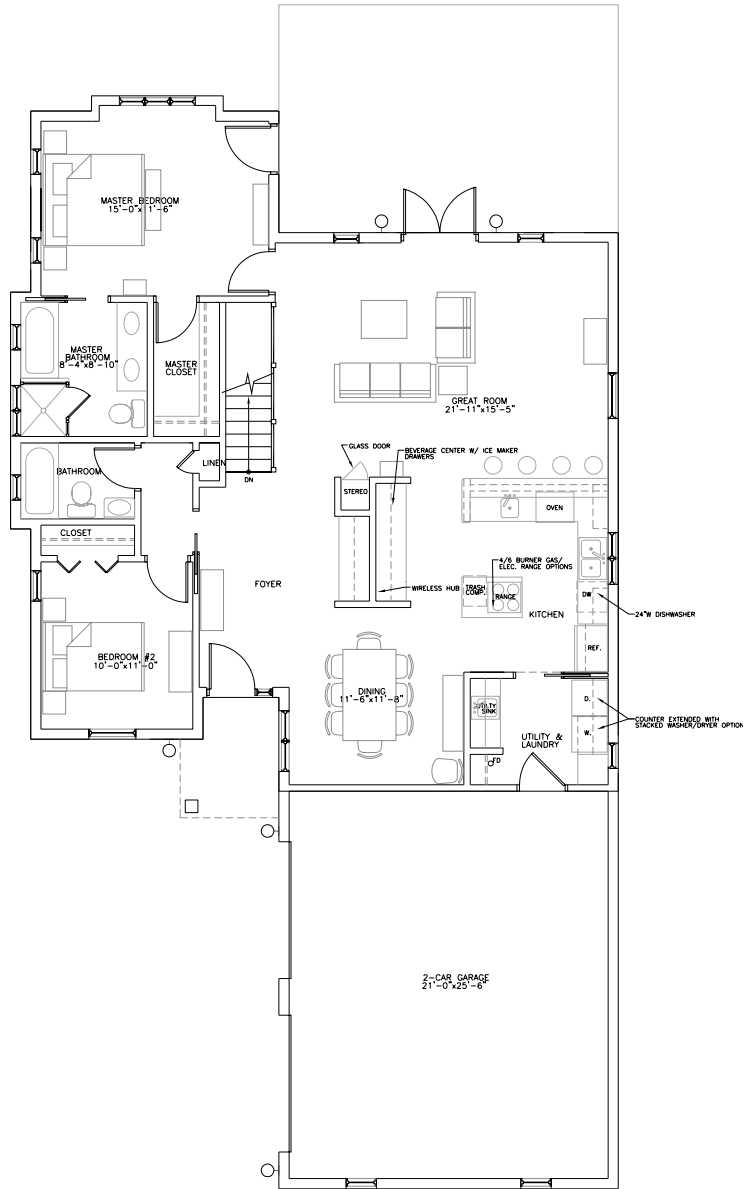 MASTER BEDROOM
15'-0"x11'-6"
MASTER
BATHROOM
8'-4"x8'-10"
MASTER
CLOSET
GREAT ROOM
21'-11"x15'-5"
GLASS DOOR
BEVERAGE CENTER W/ ICE MAKER
DRAWERS
LINEN
BATHROOM
DN
STEREO
OVEN
CLOSET
4/6 BURNER GAS/
ELEC. RANGE OPTIONS
FOYER
WIRELESS HUB
TRASH
COMP.
RANGE
DW
KITCHEN
24"W DISHWASHER
REF.
BEDROOM #2
10'-0"x11'-0"
DINING
11'-6"x11'-8"
UTILITY
SINK
D.
COUNTER EXTENDED WITH
STACKED WASHER/DRYER OPTION
W.
UTILITY &
LAUNDRY
FD
2-CAR GARAGE
21'-0"x25'-6"